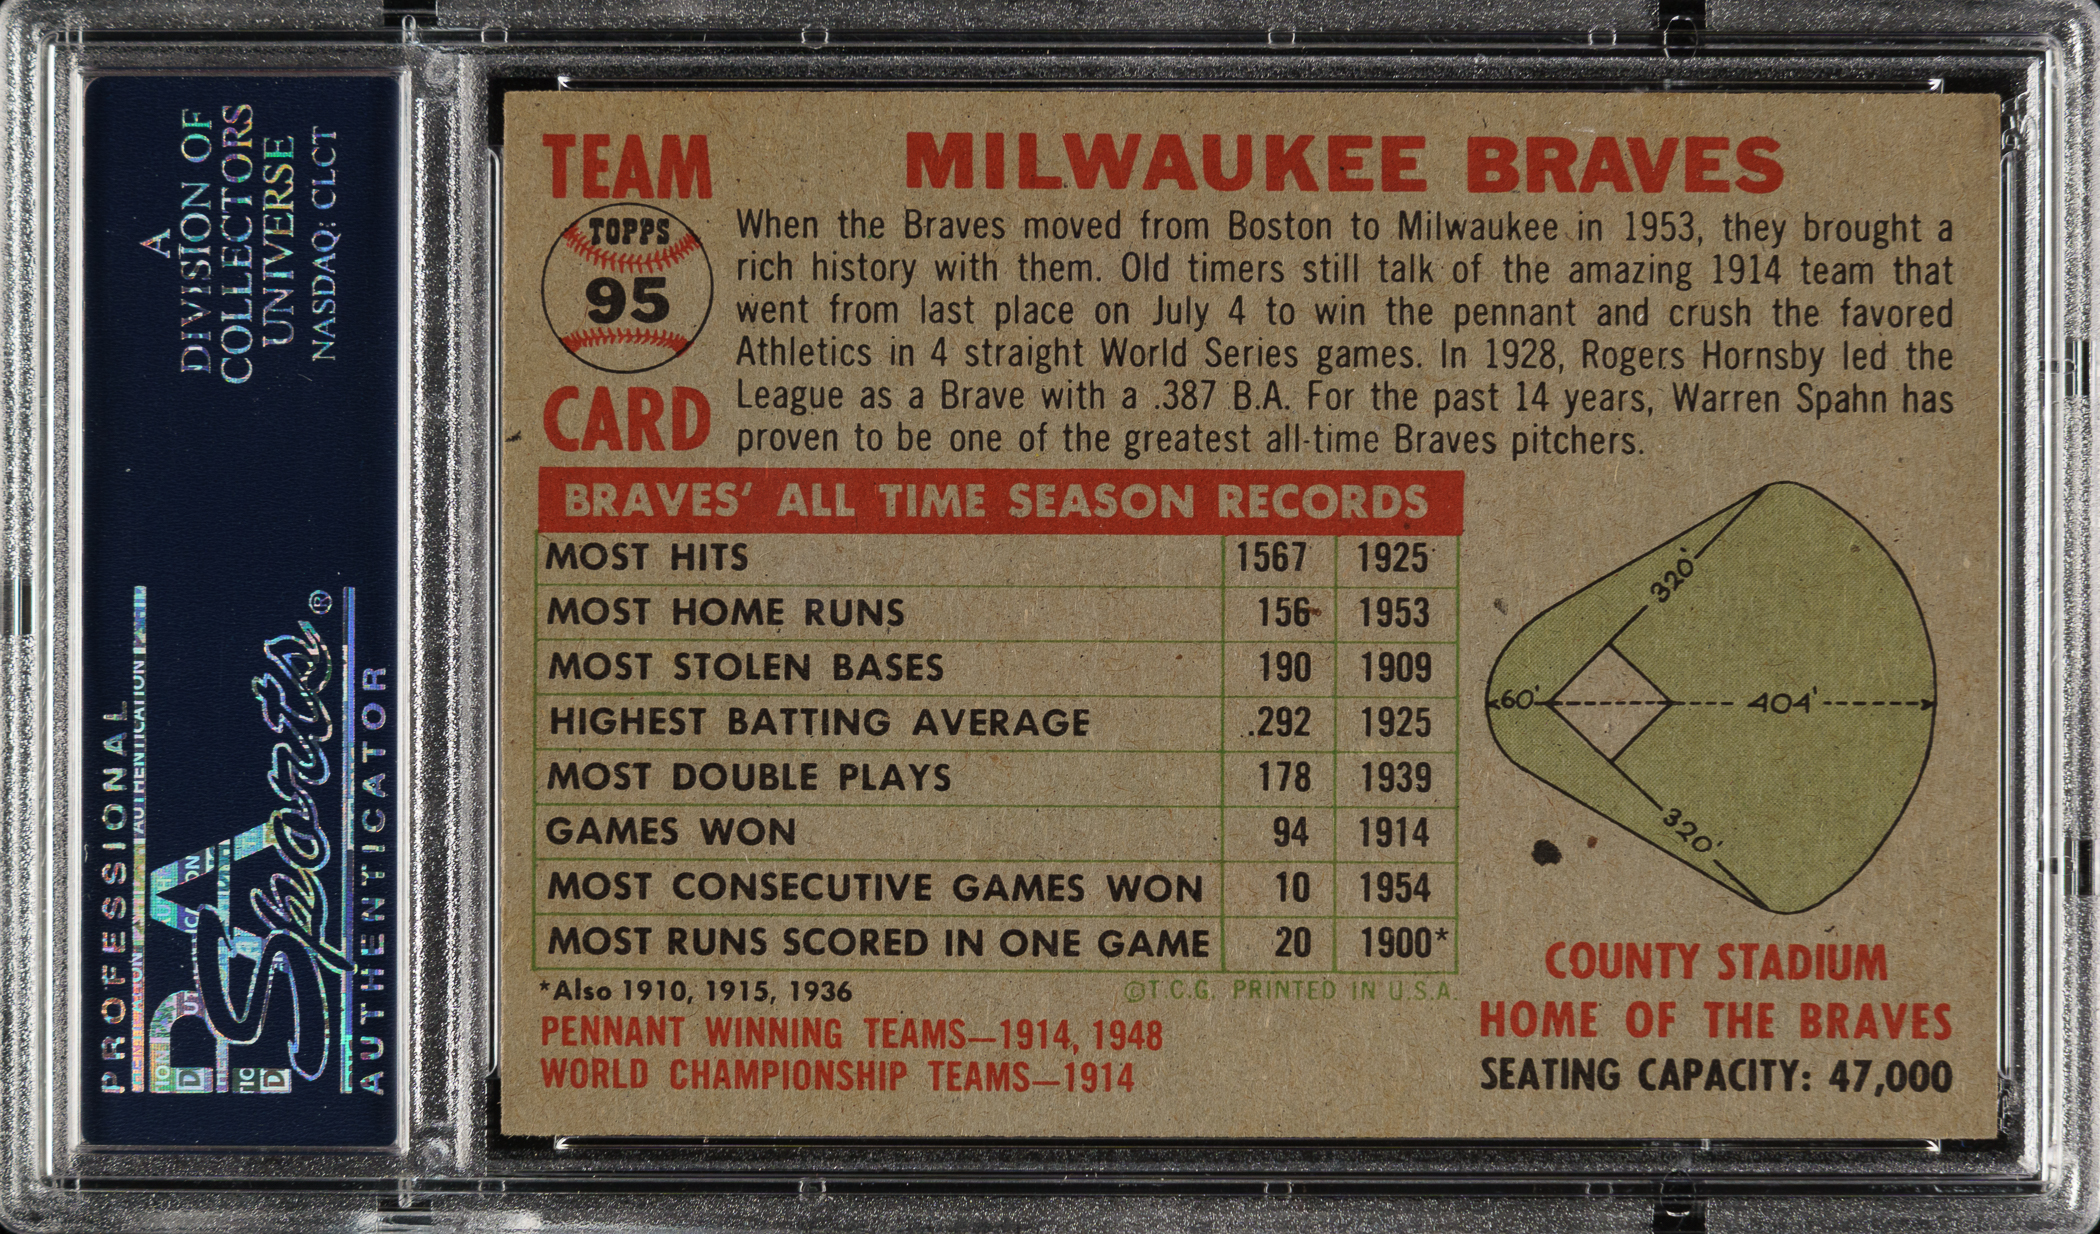 A
DIVISION OF
COLLECTORS
UNIVERSE
NASDAQ: CLCT
PROFESSIONAL
PSA
Sports®
AUTHENTICATOR
TEAM
TOPPS
95
CARD
MILWAUKEE BRAVES
When the Braves moved from Boston to Milwaukee in 1953, they brought a
rich history with them. Old timers still talk of the amazing 1914 team that
went from last place on July 4 to win the pennant and crush the favored
Athletics in 4 straight World Series games. In 1928, Rogers Hornsby led the
League as a Brave with a .387 B.A. For the past 14 years, Warren Spahn has
proven to be one of the greatest all-time Braves pitchers.
BRAVES' ALL TIME SEASON RECORDS
MOST HITS 1567 1925
MOST HOME RUNS 156 1953
MOST STOLEN BASES 190 1909
HIGHEST BATTING AVERAGE .292 1925
MOST DOUBLE PLAYS 178 1939
GAMES WON 94 1914
MOST CONSECUTIVE GAMES WON 10 1954
MOST RUNS SCORED IN ONE GAME 20 1900*
*Also 1910, 1915, 1936
©T.C.G. PRINTED IN U.S.A.
PENNANT WINNING TEAMS—1914, 1948
WORLD CHAMPIONSHIP TEAMS—1914
320'
60'
404'
320'
COUNTY STADIUM
HOME OF THE BRAVES
SEATING CAPACITY: 47,000